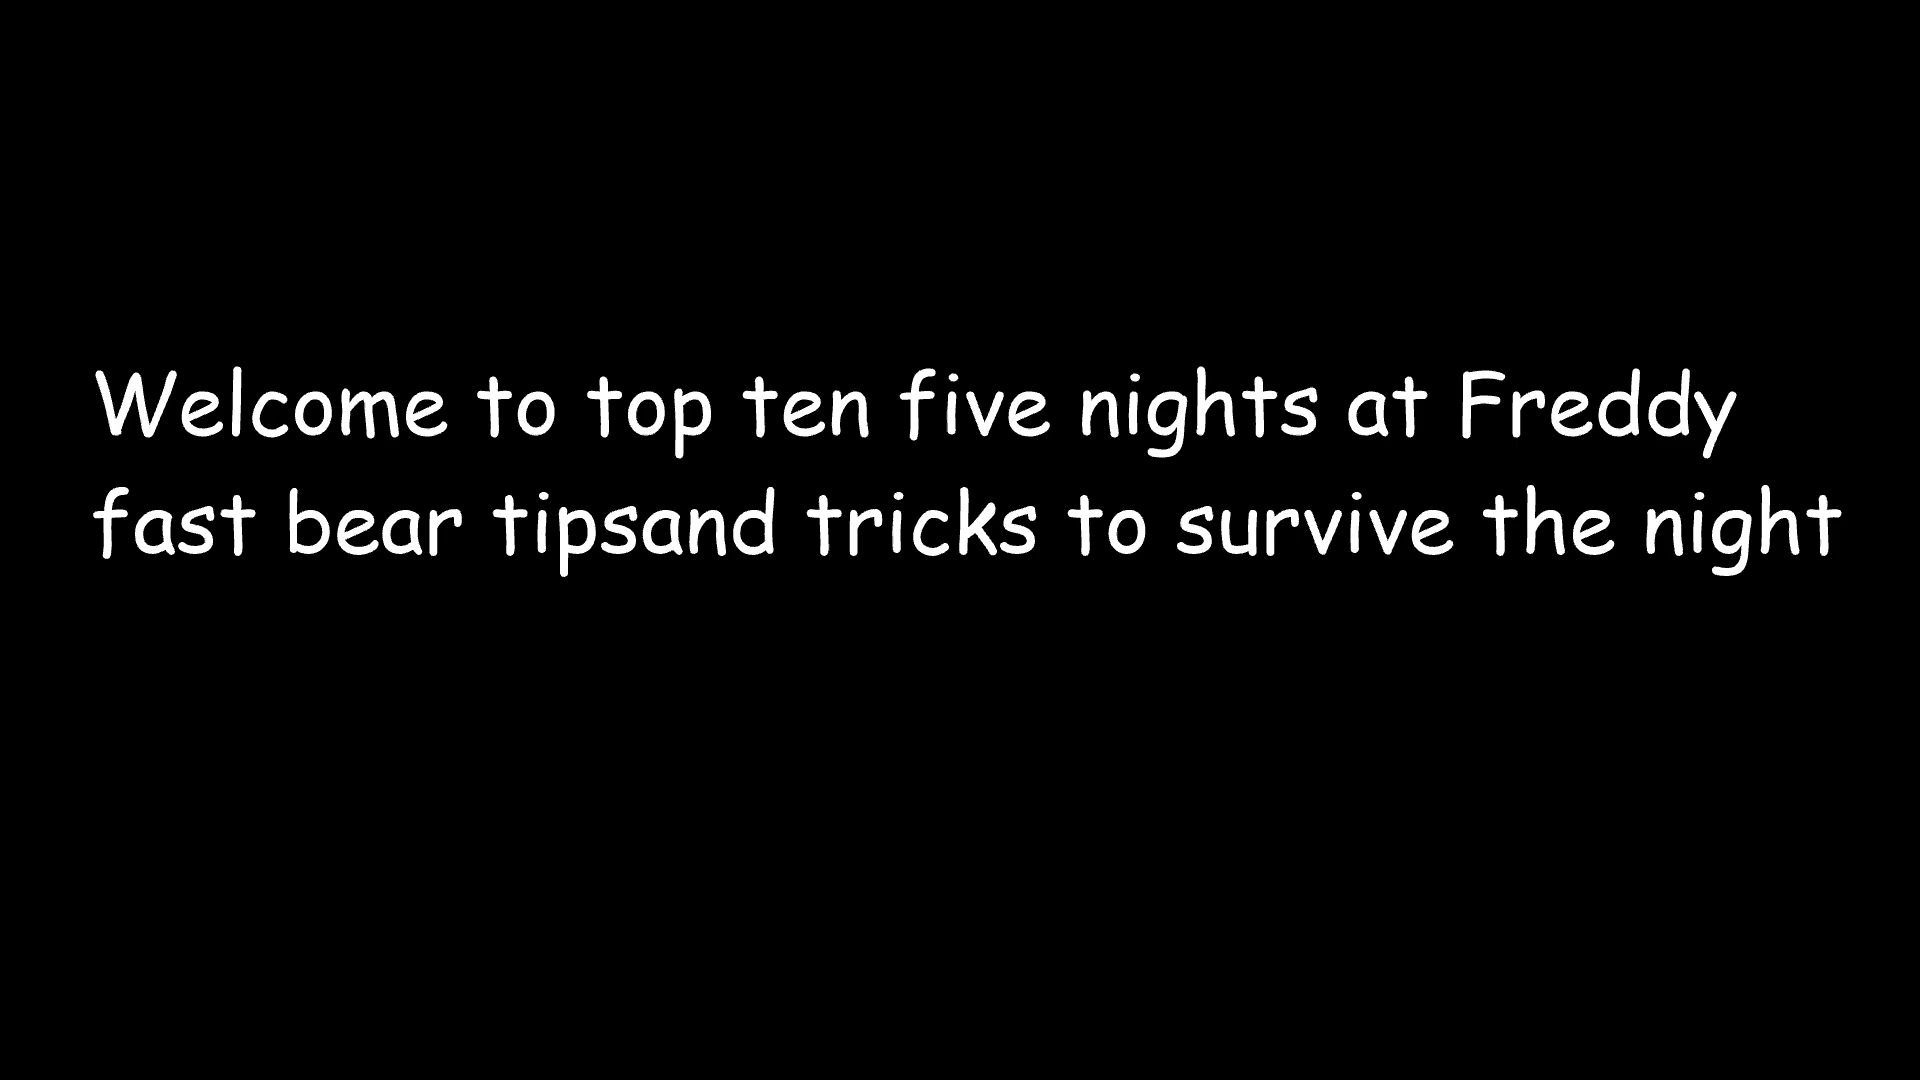 Welcome to top ten five nights at Freddy
fast bear tipsand tricks to survive the night